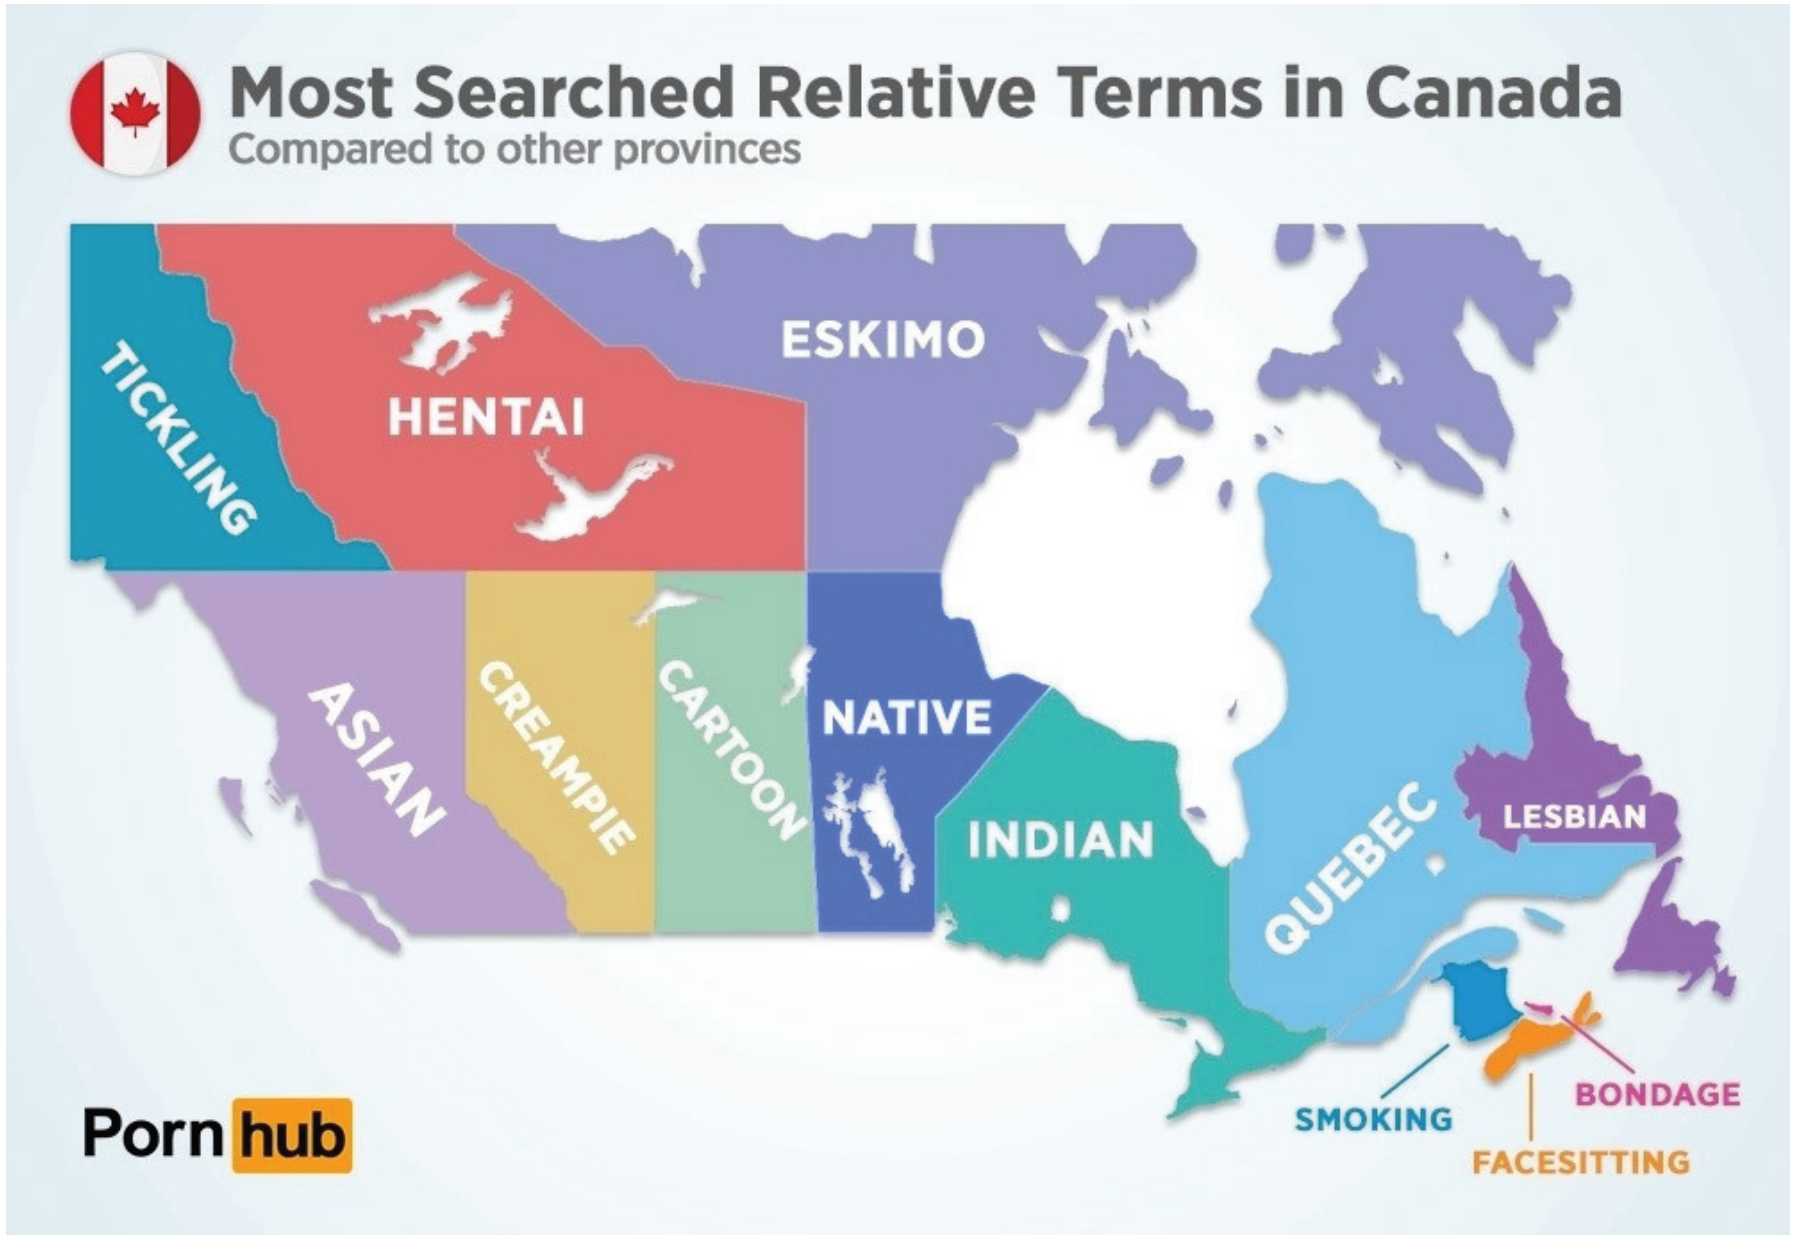 Most Searched Relative Terms in Canada
Compared to other provinces
TICKLING
HENTAI
ESKIMO
ASIAN
CREAMPIE
CARTOON
NATIVE
INDIAN
QUEBEC
LESBIAN
SMOKING
FACESITTING
BONDAGE
Porn hub